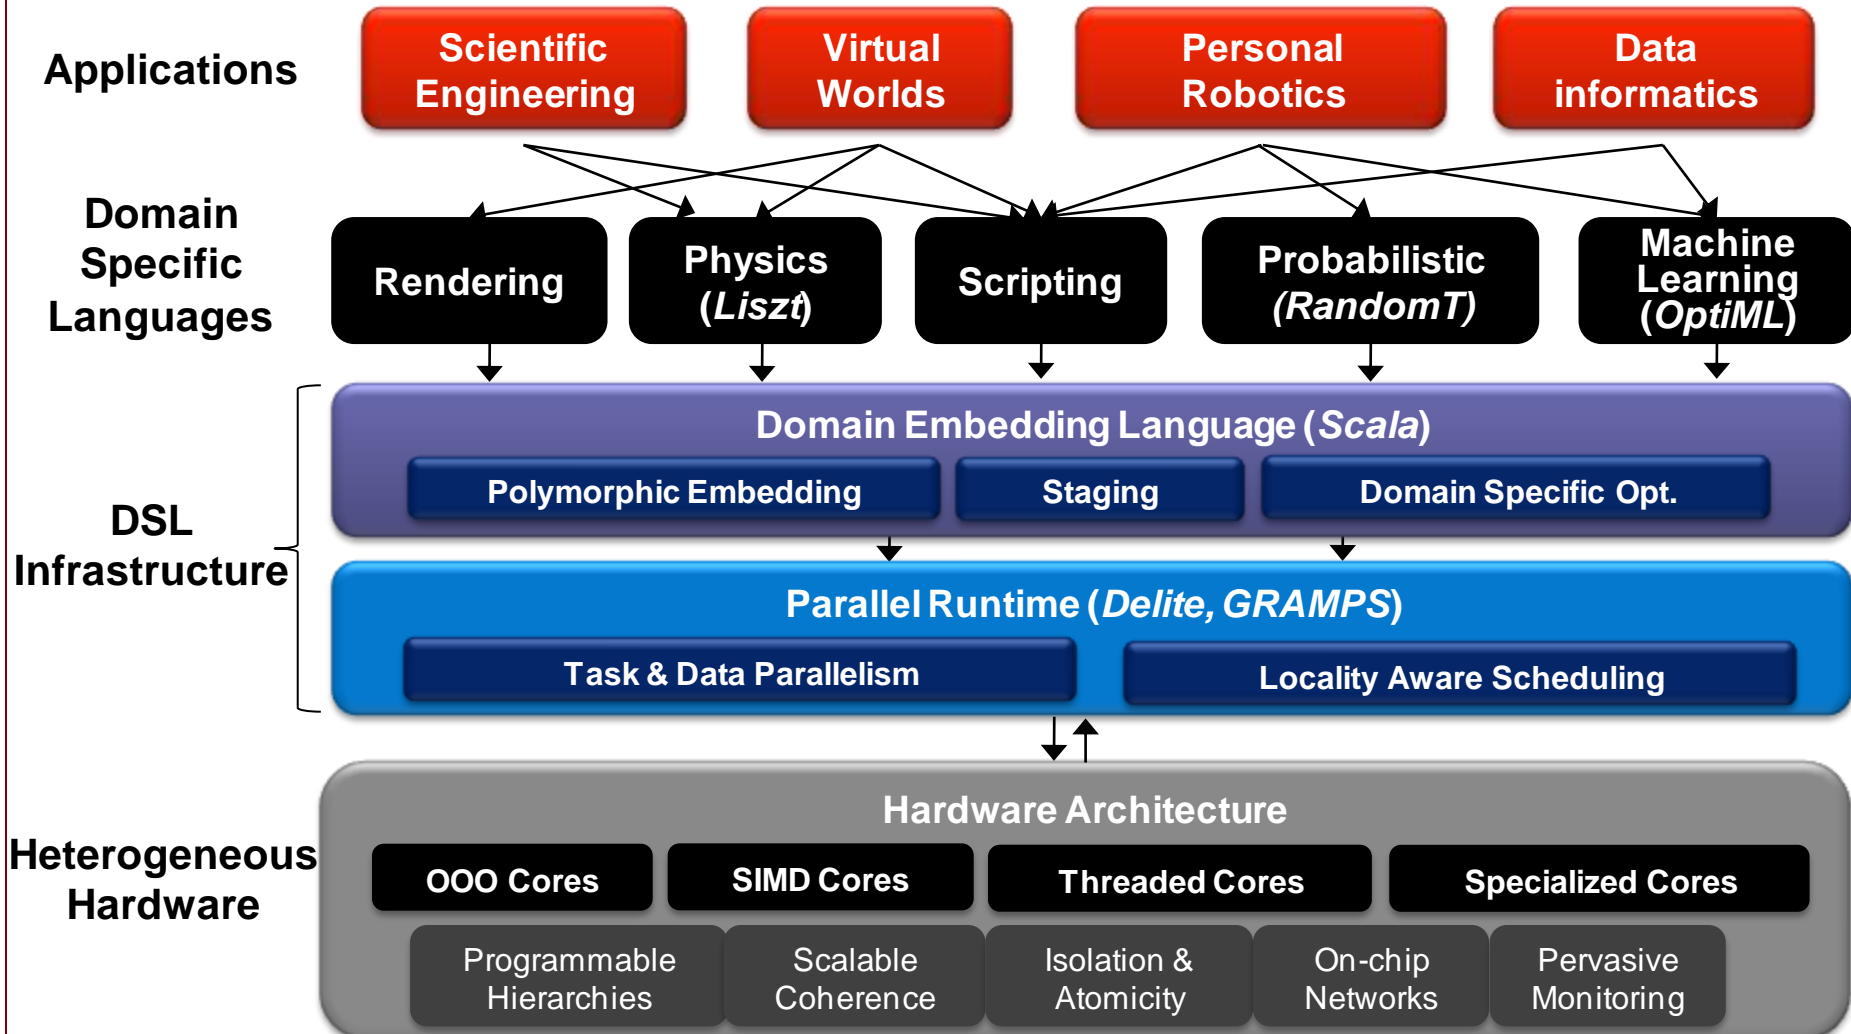 Applications
Scientific
Engineering
Virtual
Worlds
Personal
Robotics
Data
informatics
Domain
Specific
Languages
Rendering
Physics
(Liszt)
Scripting
Probabilistic
(RandomT)
Machine
Learning
(OptiML)
DSL
Infrastructure
Domain Embedding Language (Scala)
Polymorphic Embedding
Staging
Domain Specific Opt.
Parallel Runtime (Delite, GRAMPS)
Task & Data Parallelism
Locality Aware Scheduling
Heterogeneous
Hardware
Hardware Architecture
OOO Cores
SIMD Cores
Threaded Cores
Specialized Cores
Programmable
Hierarchies
Scalable
Coherence
Isolation &
Atomicity
On-chip
Networks
Pervasive
Monitoring